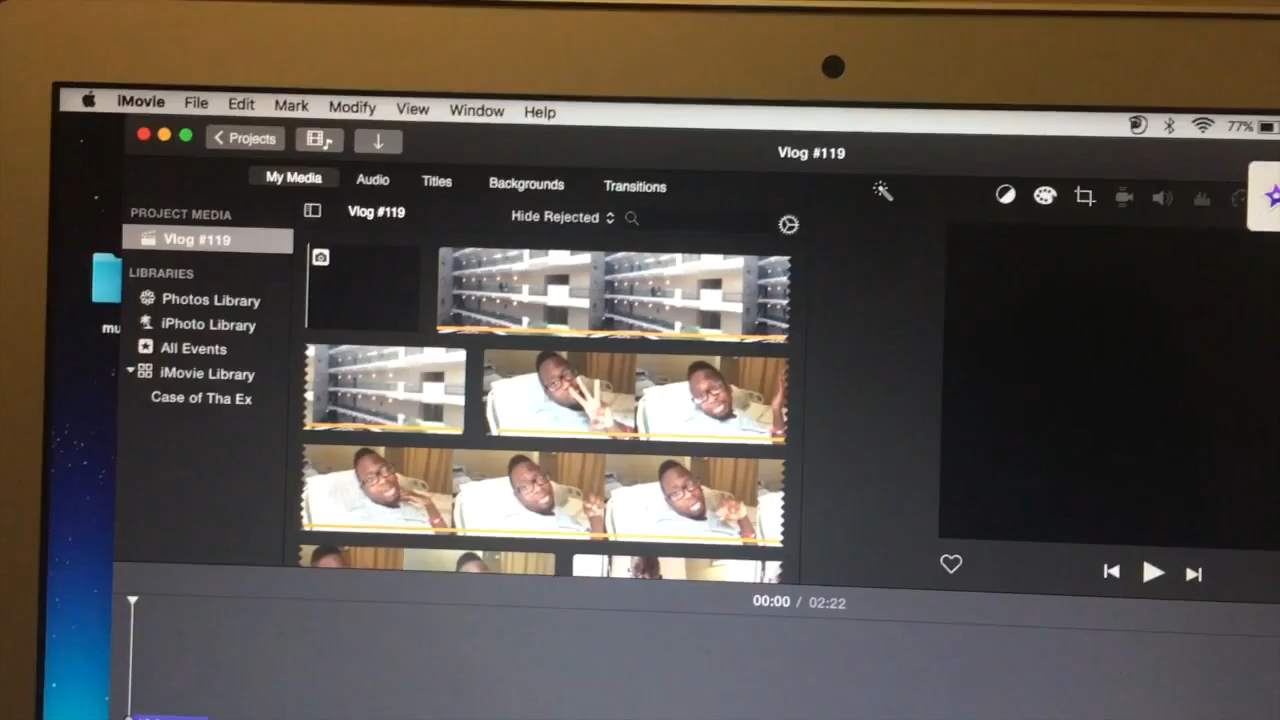 iMovie File Edit Mark Modify View Window Help 77%
Projects
Vlog #119
My Media Audio Titles Backgrounds Transitions
PROJECT MEDIA
Vlog #119 Hide Rejected
Vlog #119
LIBRARIES
Photos Library
iPhoto Library
mu
All Events
iMovie Library
Case of Tha Ex
00:00 / 02:22